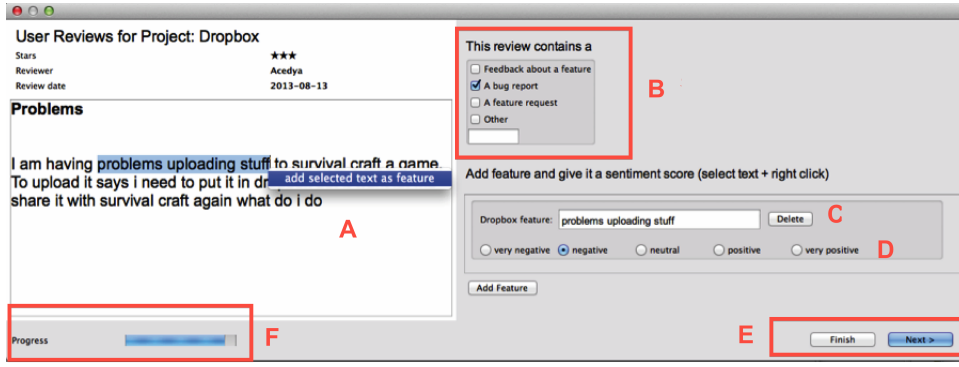 User Reviews for Project: Dropbox
Stars ★★★
Reviewer Acedya
Review date 2013-08-13
Problems
I am having problems uploading stuff to survival craft a game.
To upload it says i need to put it in
add selected text as feature
share it with survival craft again what do i do
A
Progress
F
This review contains a
Feedback about a feature
A bug report
A feature request
Other
B
Add feature and give it a sentiment score (select text + right click)
Dropbox feature: problems uploading stuff Delete C
very negative negative neutral positive very positive D
Add Feature
E Finish Next >